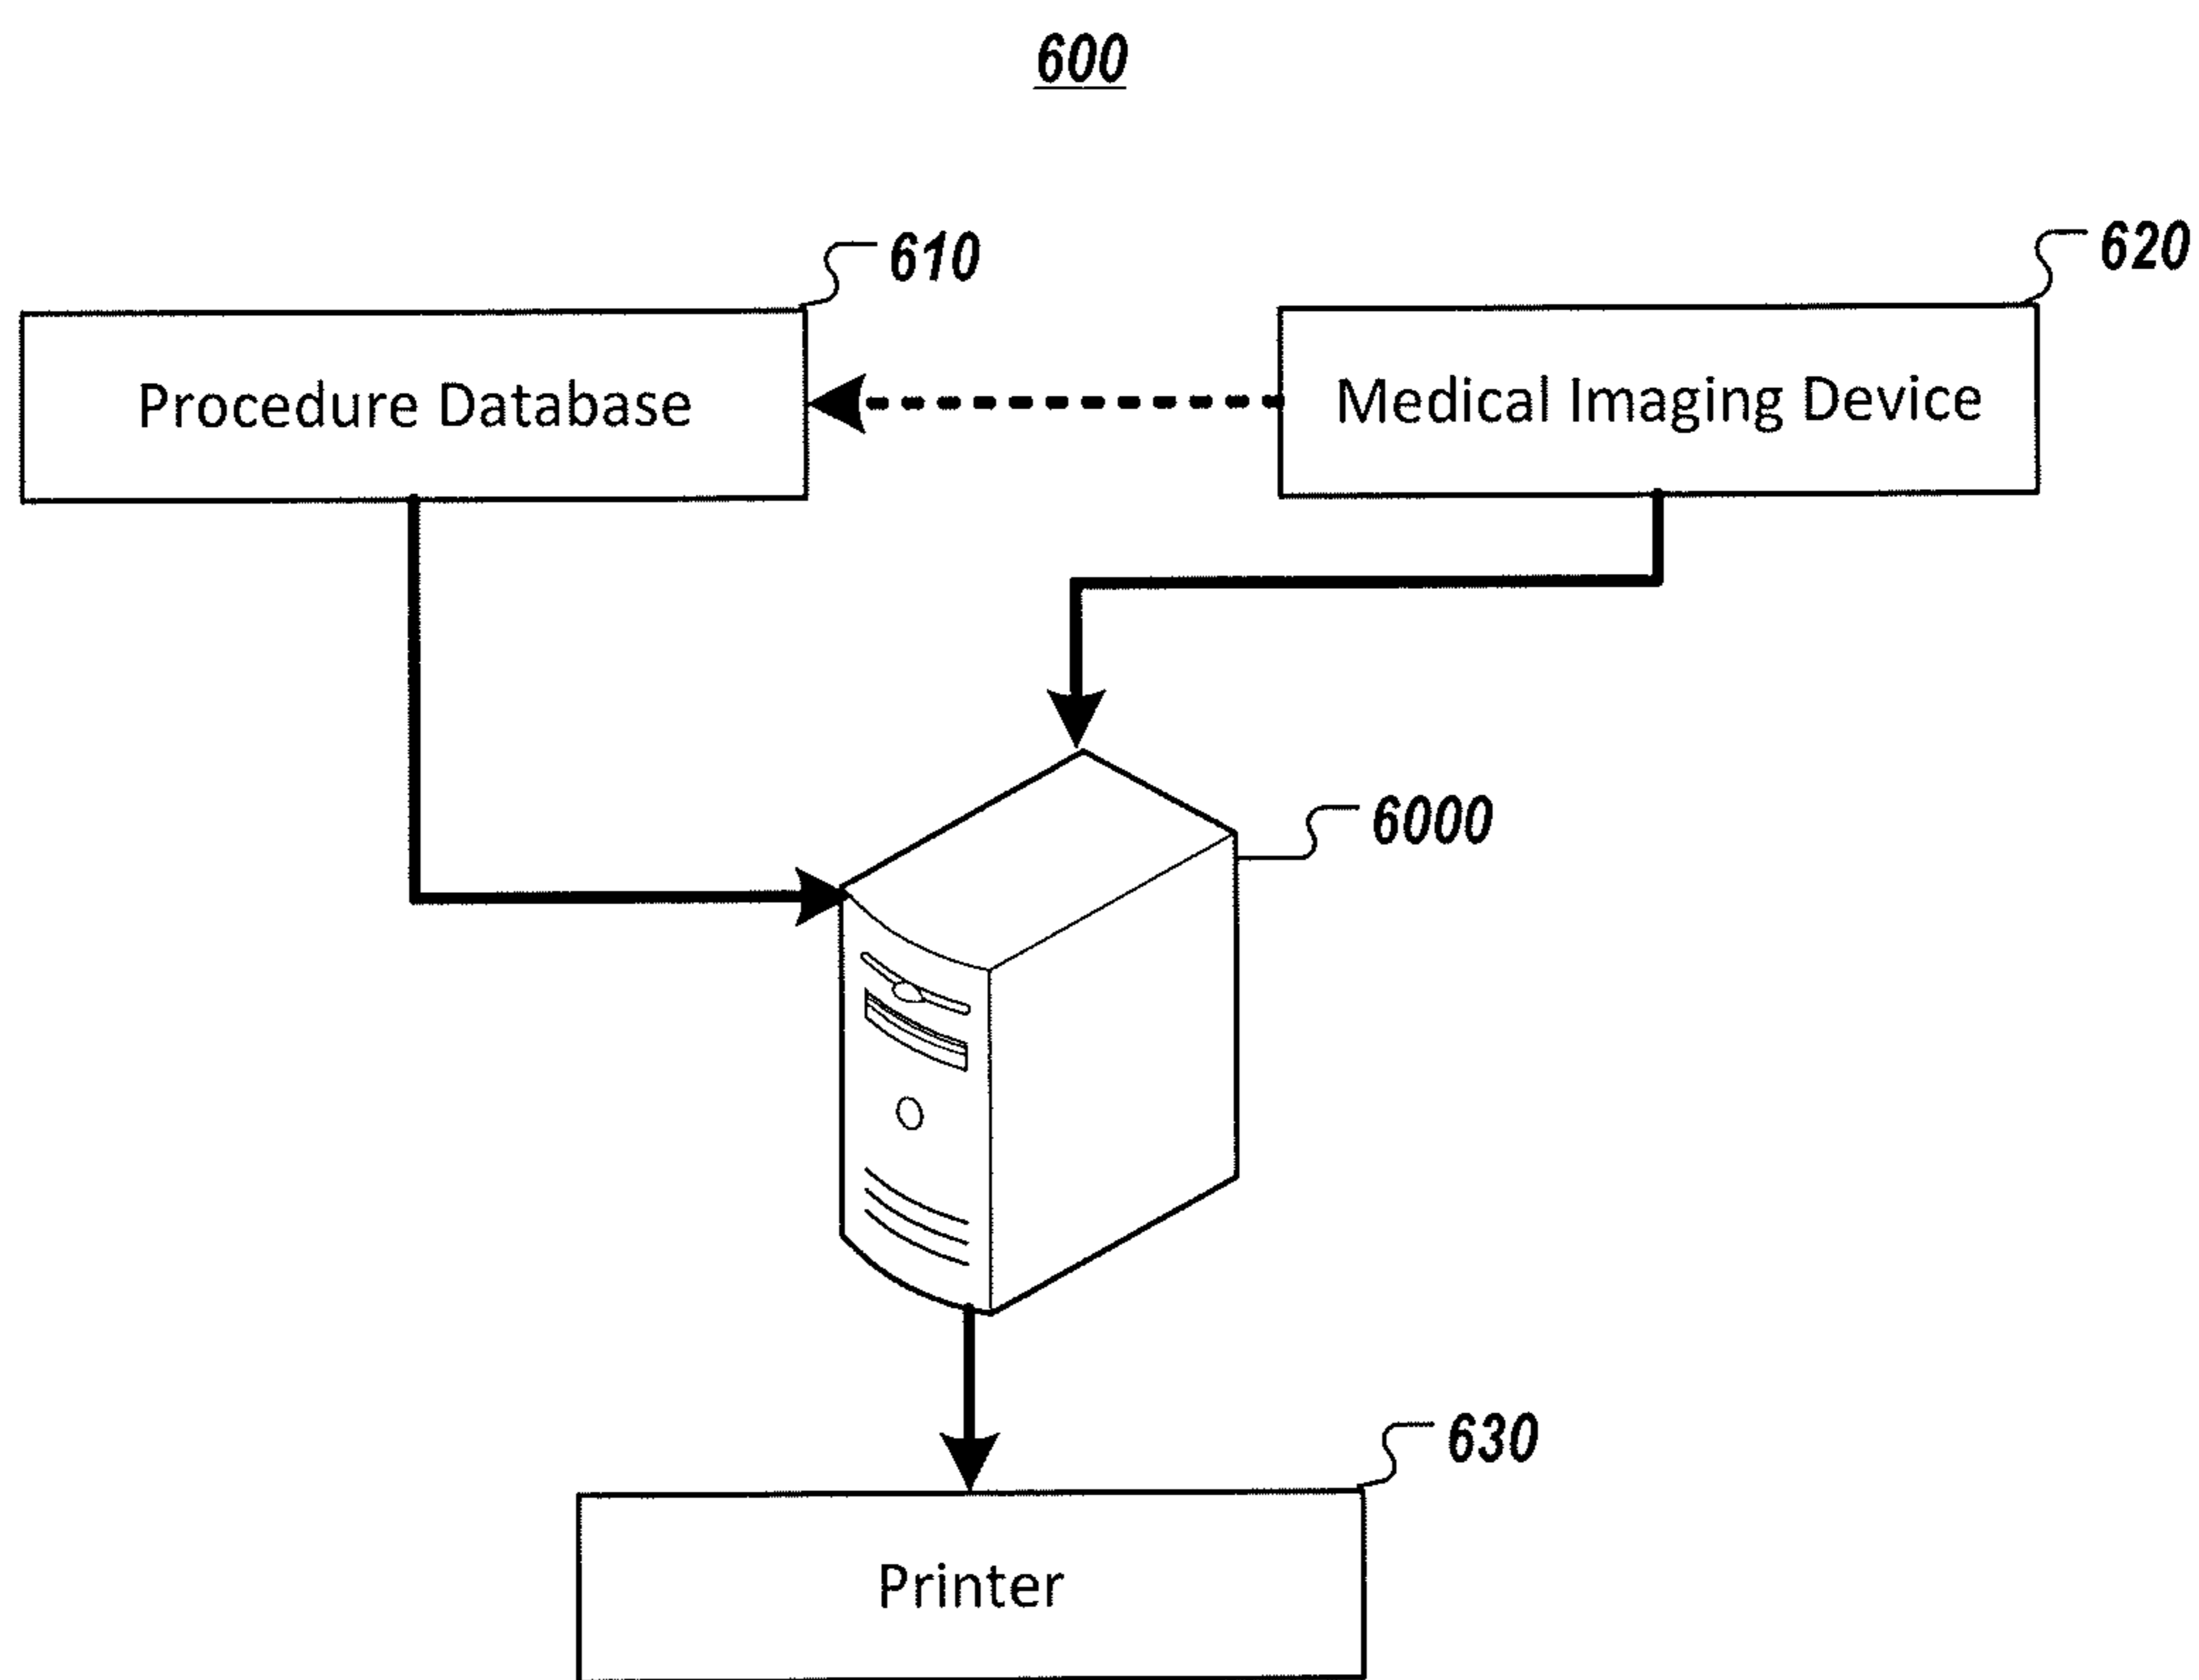 600
610
620
Procedure Database
Medical Imaging Device
6000
630
Printer